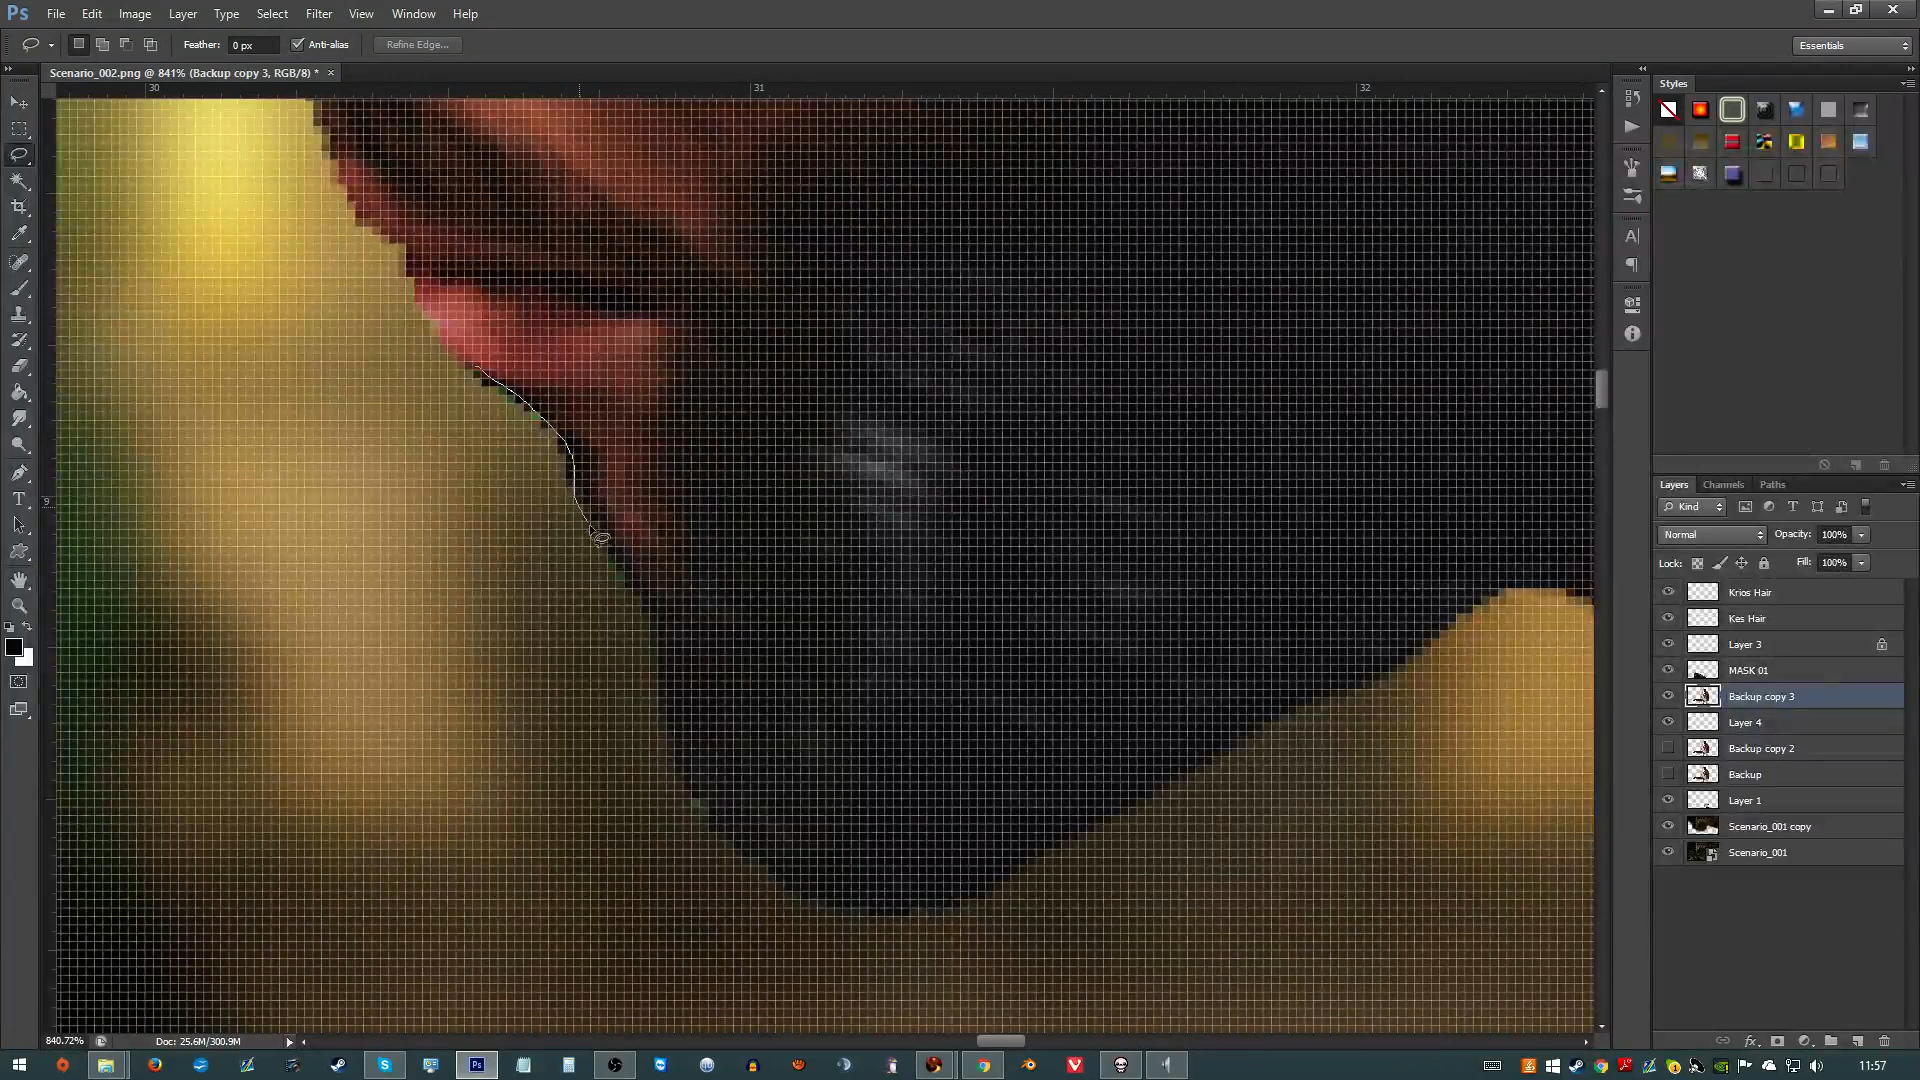 Ps File Edit Image Layer Type Select Filter View Window Help
Feather: 0 px Anti-alias Refine Edge... Essentials
Scenario_002.png @ 841% (Backup copy 3, RGB/8) * ×
30 31 32
9
Styles
Layers Channels Paths
Kind
Normal Opacity: 100%
Lock: Fill: 100%
Krios Hair
Kes Hair
Layer 3
MASK 01
Backup copy 3
Layer 4
Backup copy 2
Backup
Layer 1
Scenario_001 copy
Scenario_001
840.72% Doc: 25.6M/300.9M
Ps 11:57